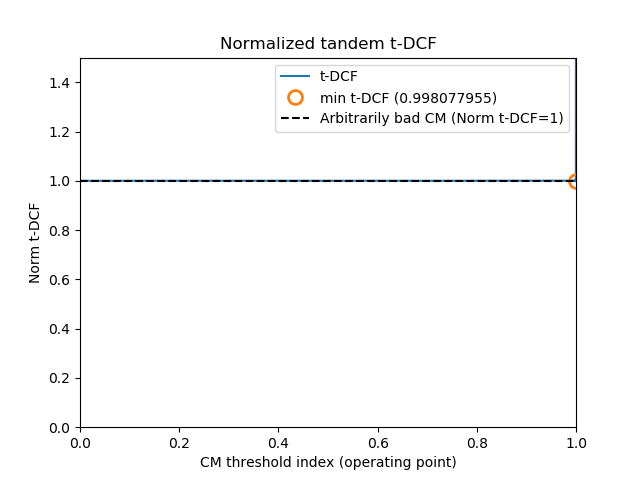 Normalized tandem t-DCF
t-DCF
min t-DCF (0.998077955)
Arbitrarily bad CM (Norm t-DCF=1)
Norm t-DCF
1.4
1.2
1.0
0.8
0.6
0.4
0.2
0.0
0.0 0.2 0.4 0.6 0.8 1.0
CM threshold index (operating point)